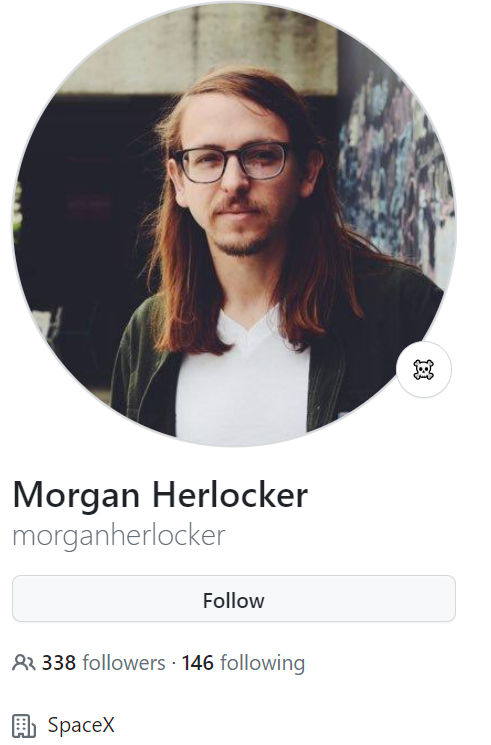 Morgan Herlocker
morganherlocker
Follow
338 followers · 146 following
SpaceX